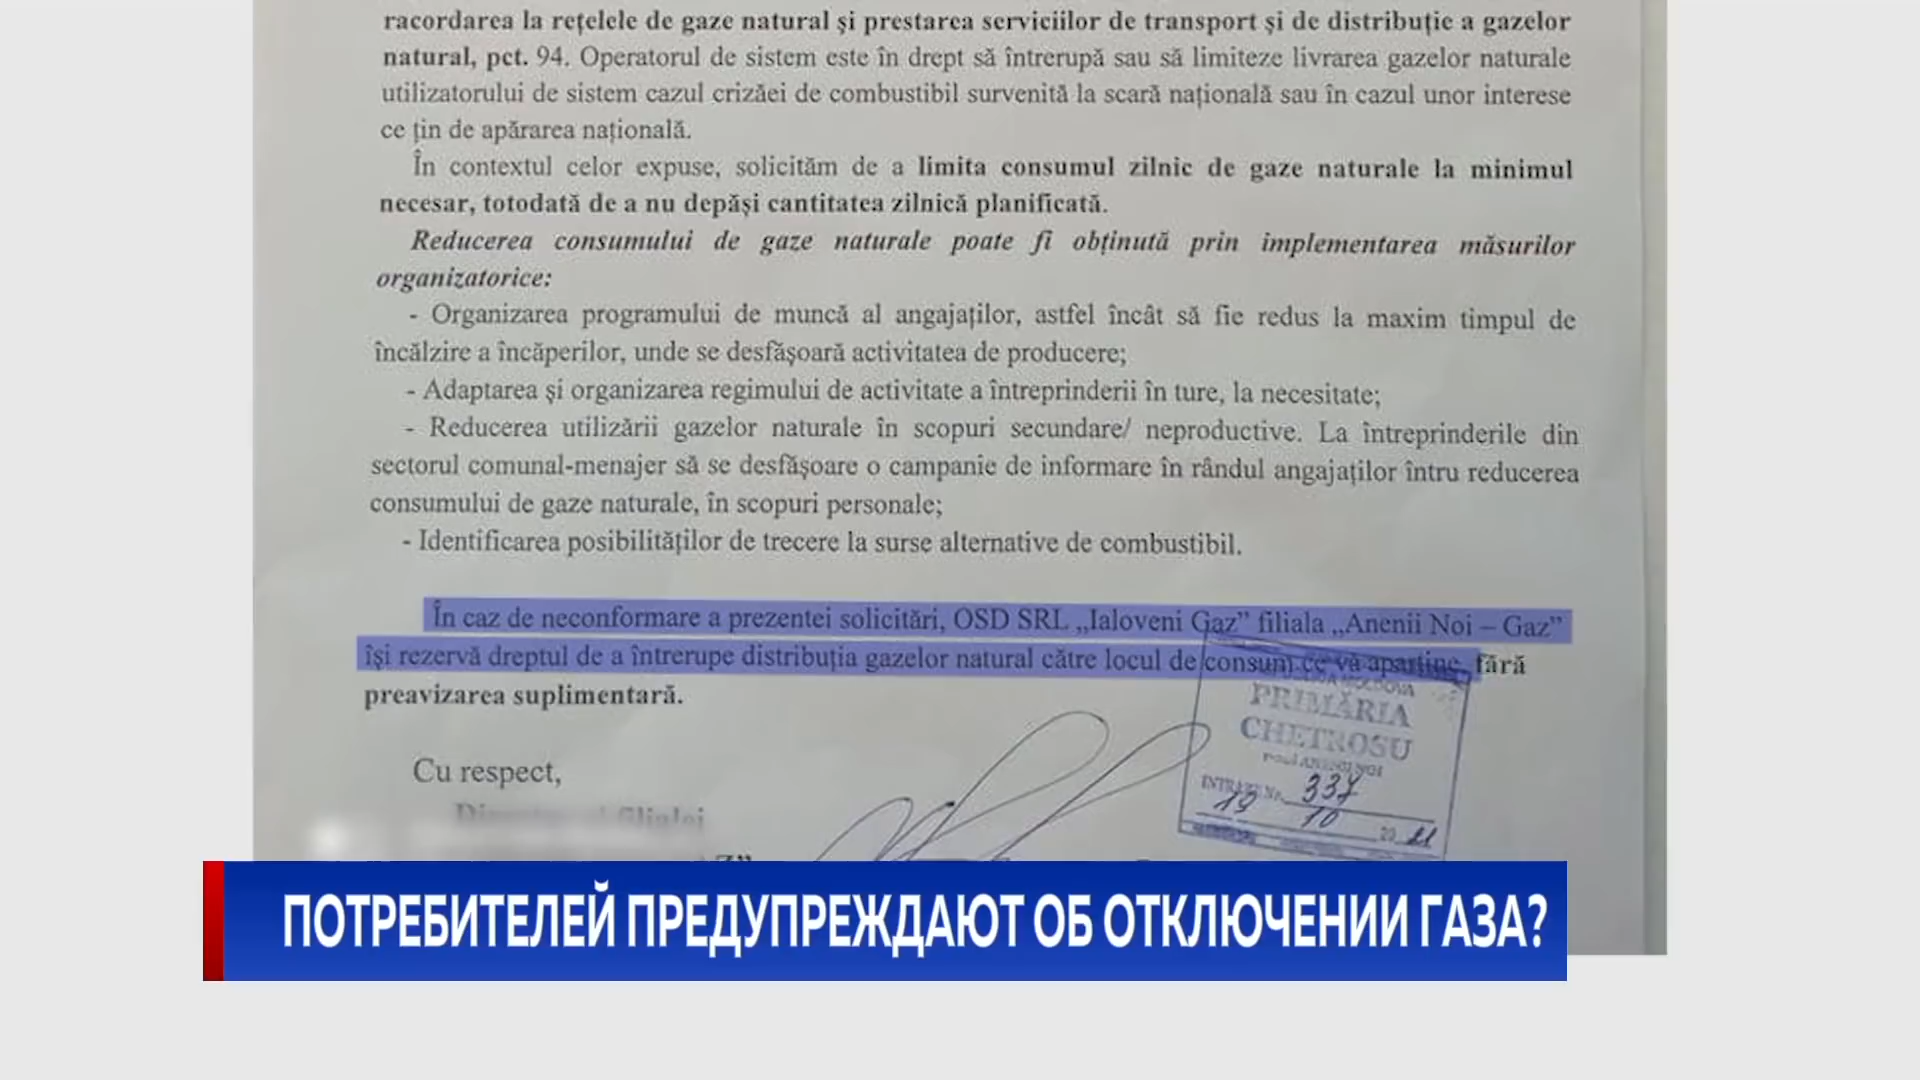 racordarea la rețelele de gaze natural și prestarea serviciilor de transport și de distribuție a gazelor
natural, pct. 94. Operatorul de sistem este în drept să întrerupă sau să limiteze livrarea gazelor naturale
utilizatorului de sistem cazul crizăei de combustibil survenită la scară națională sau în cazul unor interese
ce țin de apărarea națională.
În contextul celor expuse, solicităm de a limita consumul zilnic de gaze naturale la minimul
necesar, totodată de a nu depăși cantitatea zilnică planificată.
Reducerea consumului de gaze naturale poate fi obținută prin implementarea măsurilor
organizatorice:
- Organizarea programului de muncă al angajaților, astfel încât să fie redus la maxim timpul de
încălzire a încăperilor, unde se desfășoară activitatea de producere;
- Adaptarea și organizarea regimului de activitate a întreprinderii în ture, la necesitate;
- Reducerea utilizării gazelor naturale în scopuri secundare/ neproductive. La întreprinderile din
sectorul comunal-menajer să se desfășoare o campanie de informare în rândul angajaților întru reducerea
consumului de gaze naturale, în scopuri personale;
- Identificarea posibilităților de trecere la surse alternative de combustibil.
În caz de neconformare a prezentei solicitări, OSD SRL „Ialoveni Gaz” filiala „Anenii Noi – Gaz”
își rezervă dreptul de a întrerupe distribuția gazelor natural către locul de consum ce vă aparține, fără
preavizarea suplimentară.
MOLDOVA
PRIMĂRIA
CHETROSU
ANENII NOI
INTRARE Nr. 337
19 10 2021
Cu respect,
ПОТРЕБИТЕЛЕЙ ПРЕДУПРЕЖДАЮТ ОБ ОТКЛЮЧЕНИИ ГАЗА?